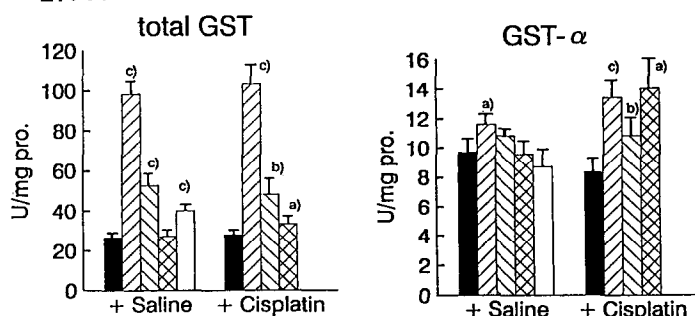 total GST
120
100
80
60
40
20
0
U/mg pro.
c)
c)
c)
c)
b)
a)
+ Saline
+ Cisplatin
GST- α
16
14
12
10
8
6
4
2
0
U/mg pro.
a)
c)
b)
a)
+ Saline
+ Cisplatin